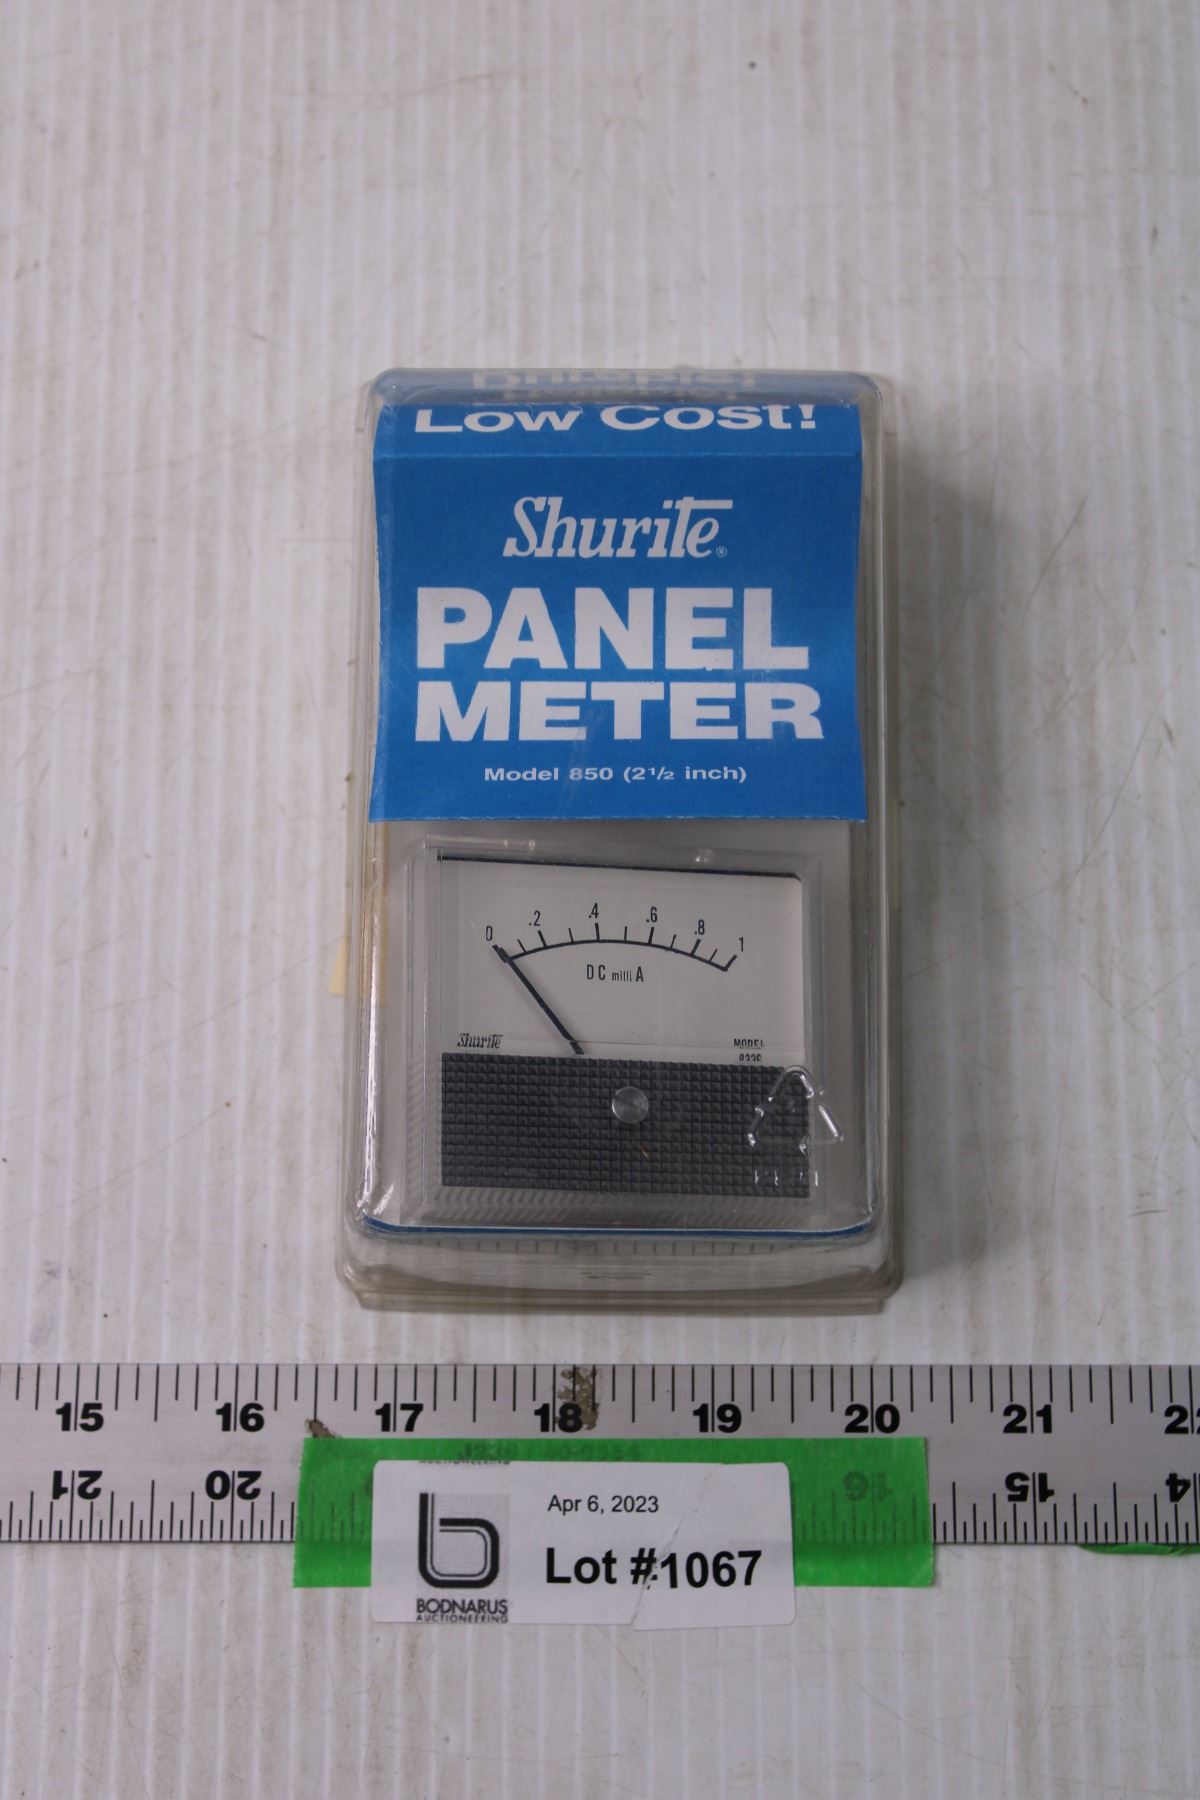 Low Cost!
Shurite®
PANEL
METER
Model 850 (2½ inch)
0 .2 .4 .6 .8 1
DC milli A
Shurite MODEL
15 16 17 18 19 20 21
21 20 16 15 14
Apr 6, 2023
Lot #1067
BODNARUS
AUCTIONEERING